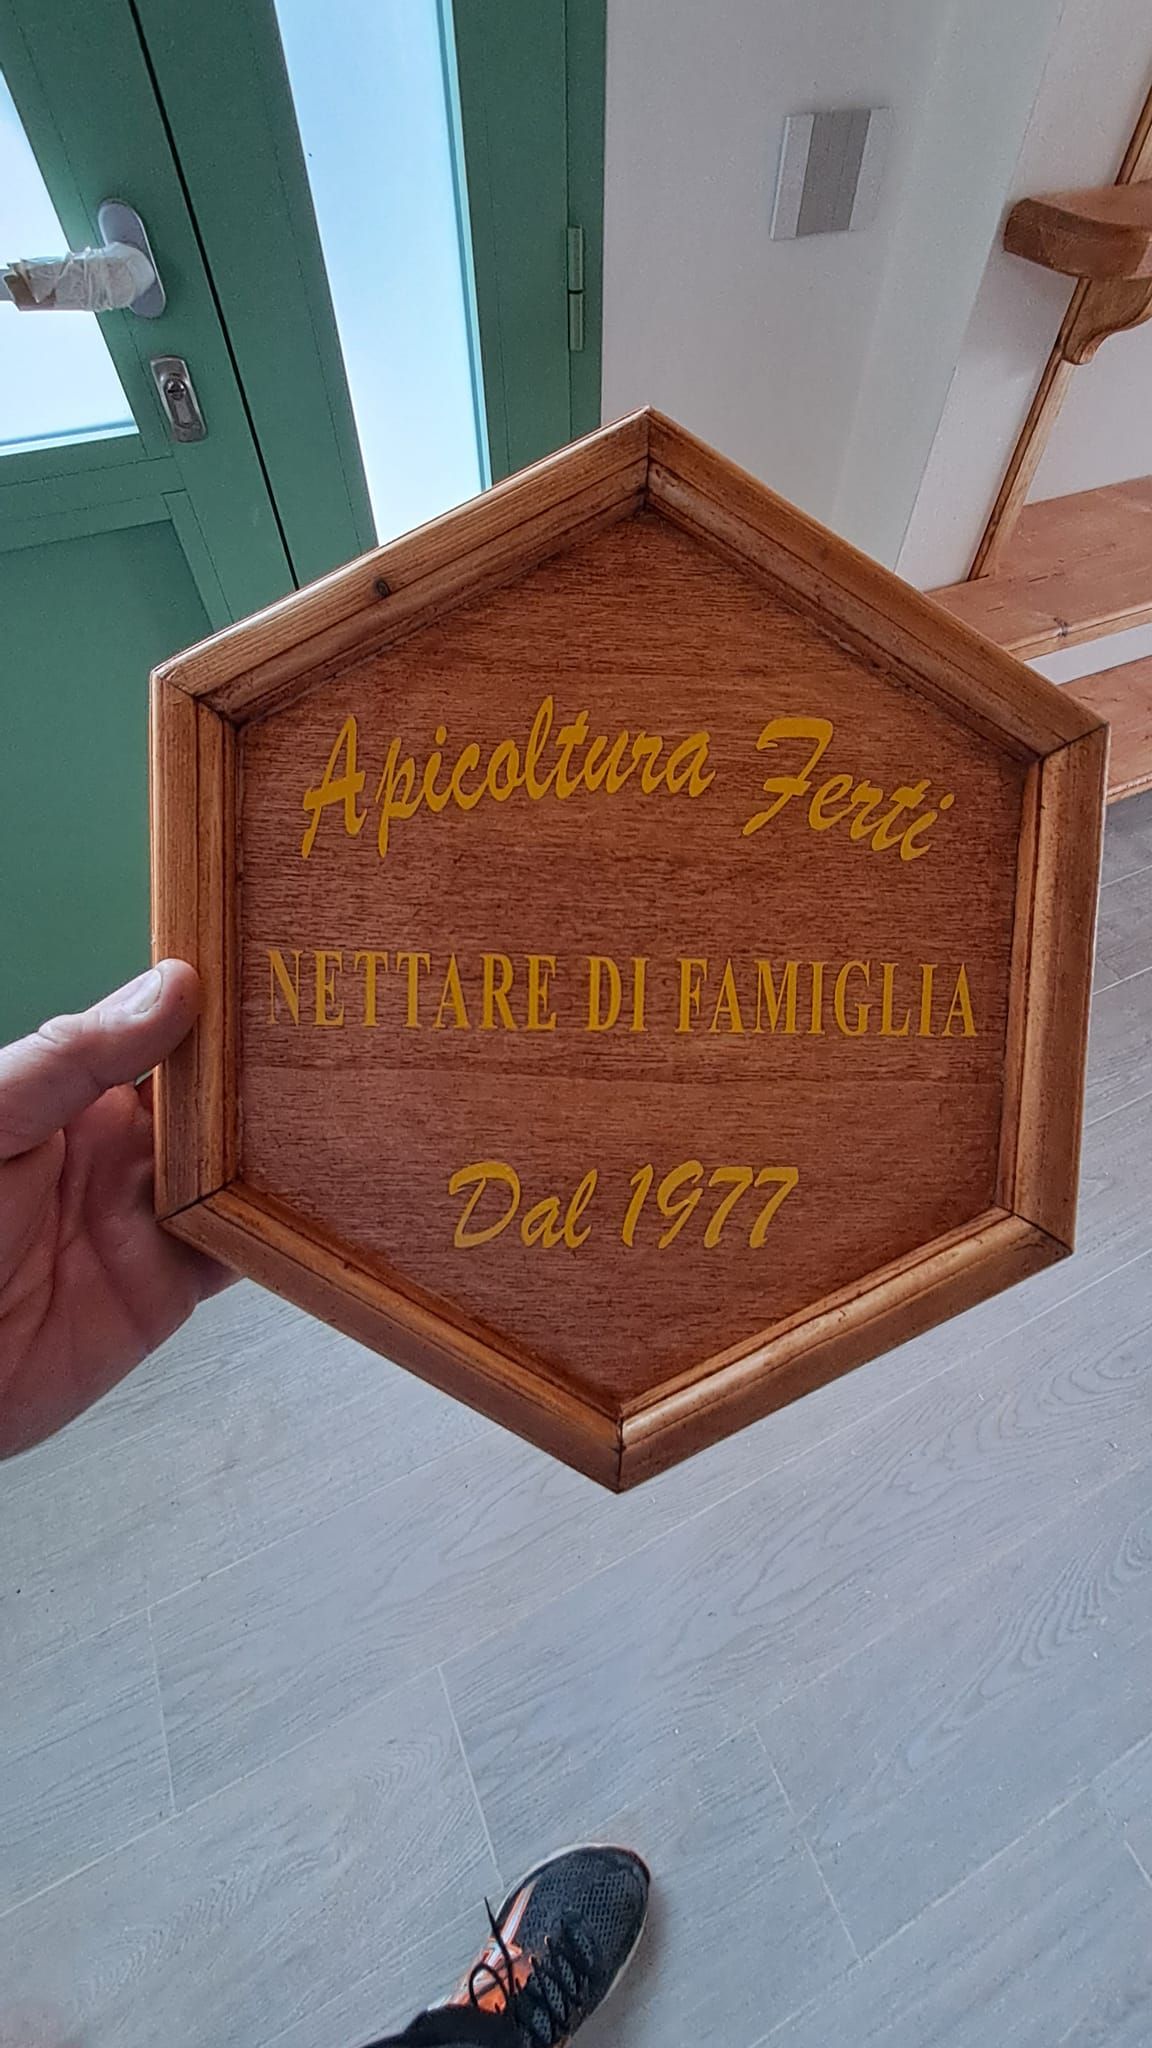 Apicoltura Ferti
NETTARE DI FAMIGLIA
Dal 1977